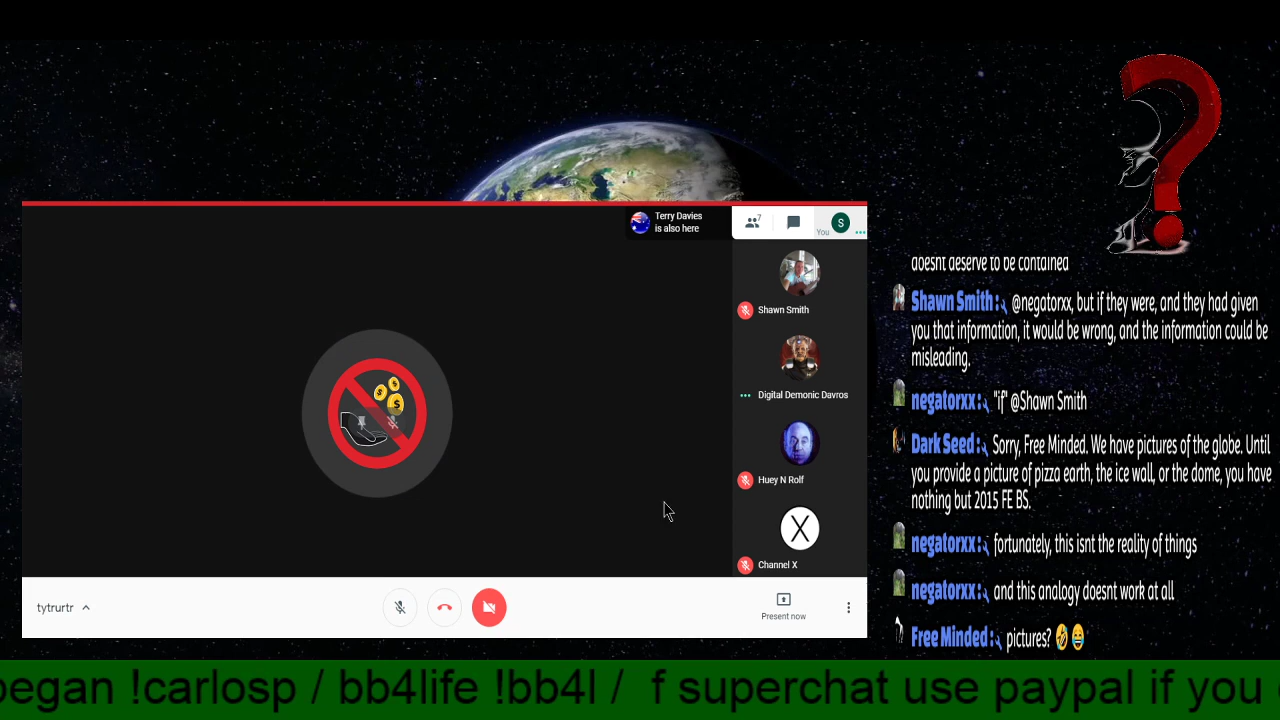 Terry Davies
is also here
7
You
S
Shawn Smith
Digital Demonic Davros
Huey N Rolf
X
Channel X
tytrurtr
Present now
doesnt deserve to be contained
Shawn Smith: @negatorxx, but if they were, and they had given
you that information, it would be wrong, and the information could be
misleading.
negatorxx: "if" @Shawn Smith
Dark Seed: Sorry, Free Minded. We have pictures of the globe. Until
you provide a picture of pizza earth, the ice wall, or the dome, you have
nothing but 2015 FE BS.
negatorxx: fortunately, this isnt the reality of things
negatorxx: and this analogy doesnt work at all
Free Minded: pictures? 🤣😂
began !carlosp / bb4life !bb4l / f superchat use paypal if you